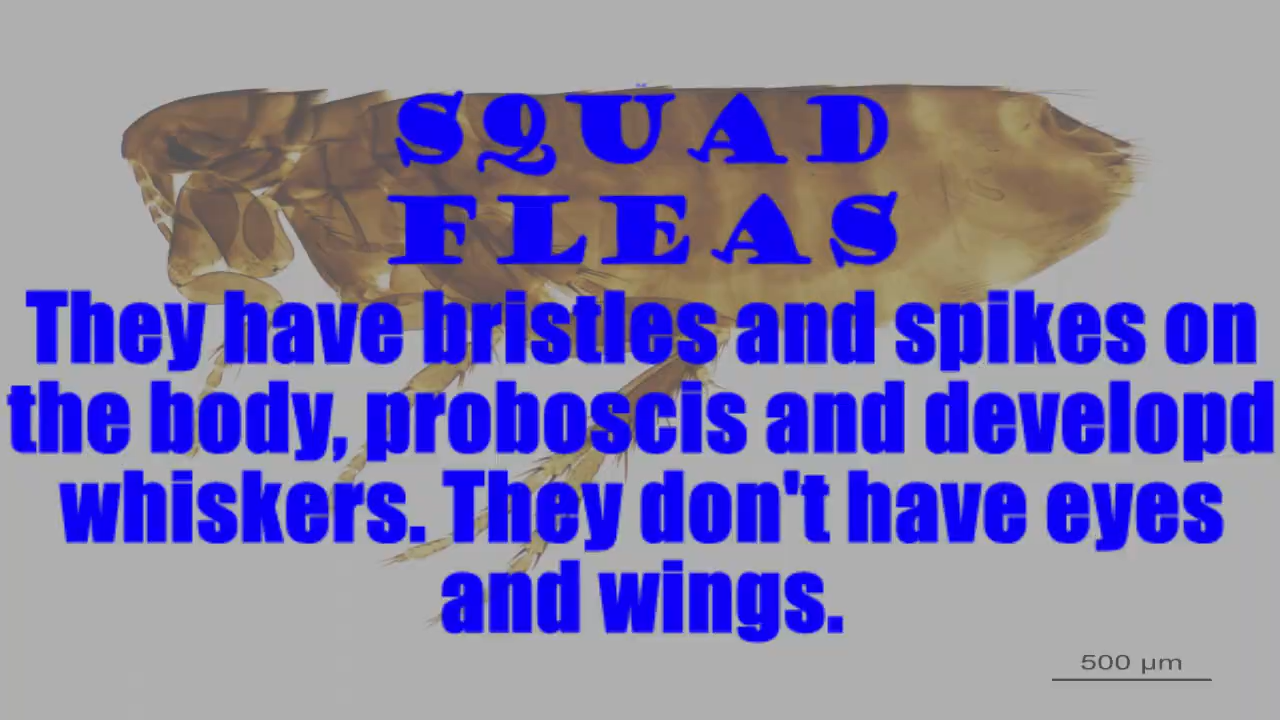 SQUAD
FLEAS
They have bristles and spikes on
the body, proboscis and developd
whiskers. They don't have eyes
and wings.
500 µm